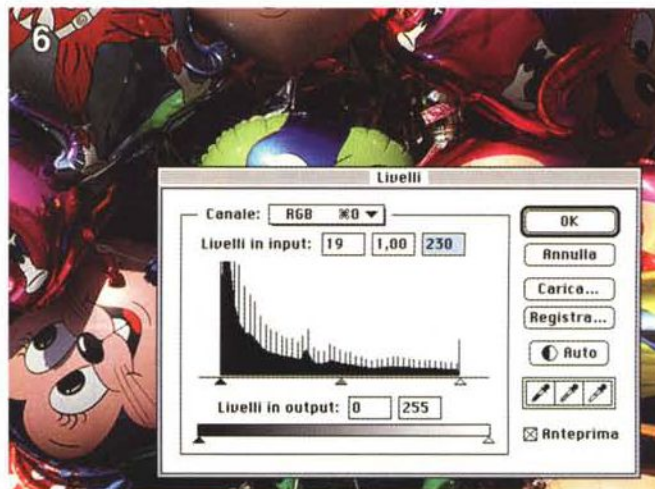 6
Livelli
Canale: RGB ⌘0
Livelli in input: 19 1,00 230
Livelli in output: 0 255
OK
Annulla
Carica...
Registra...
Auto
Anteprima